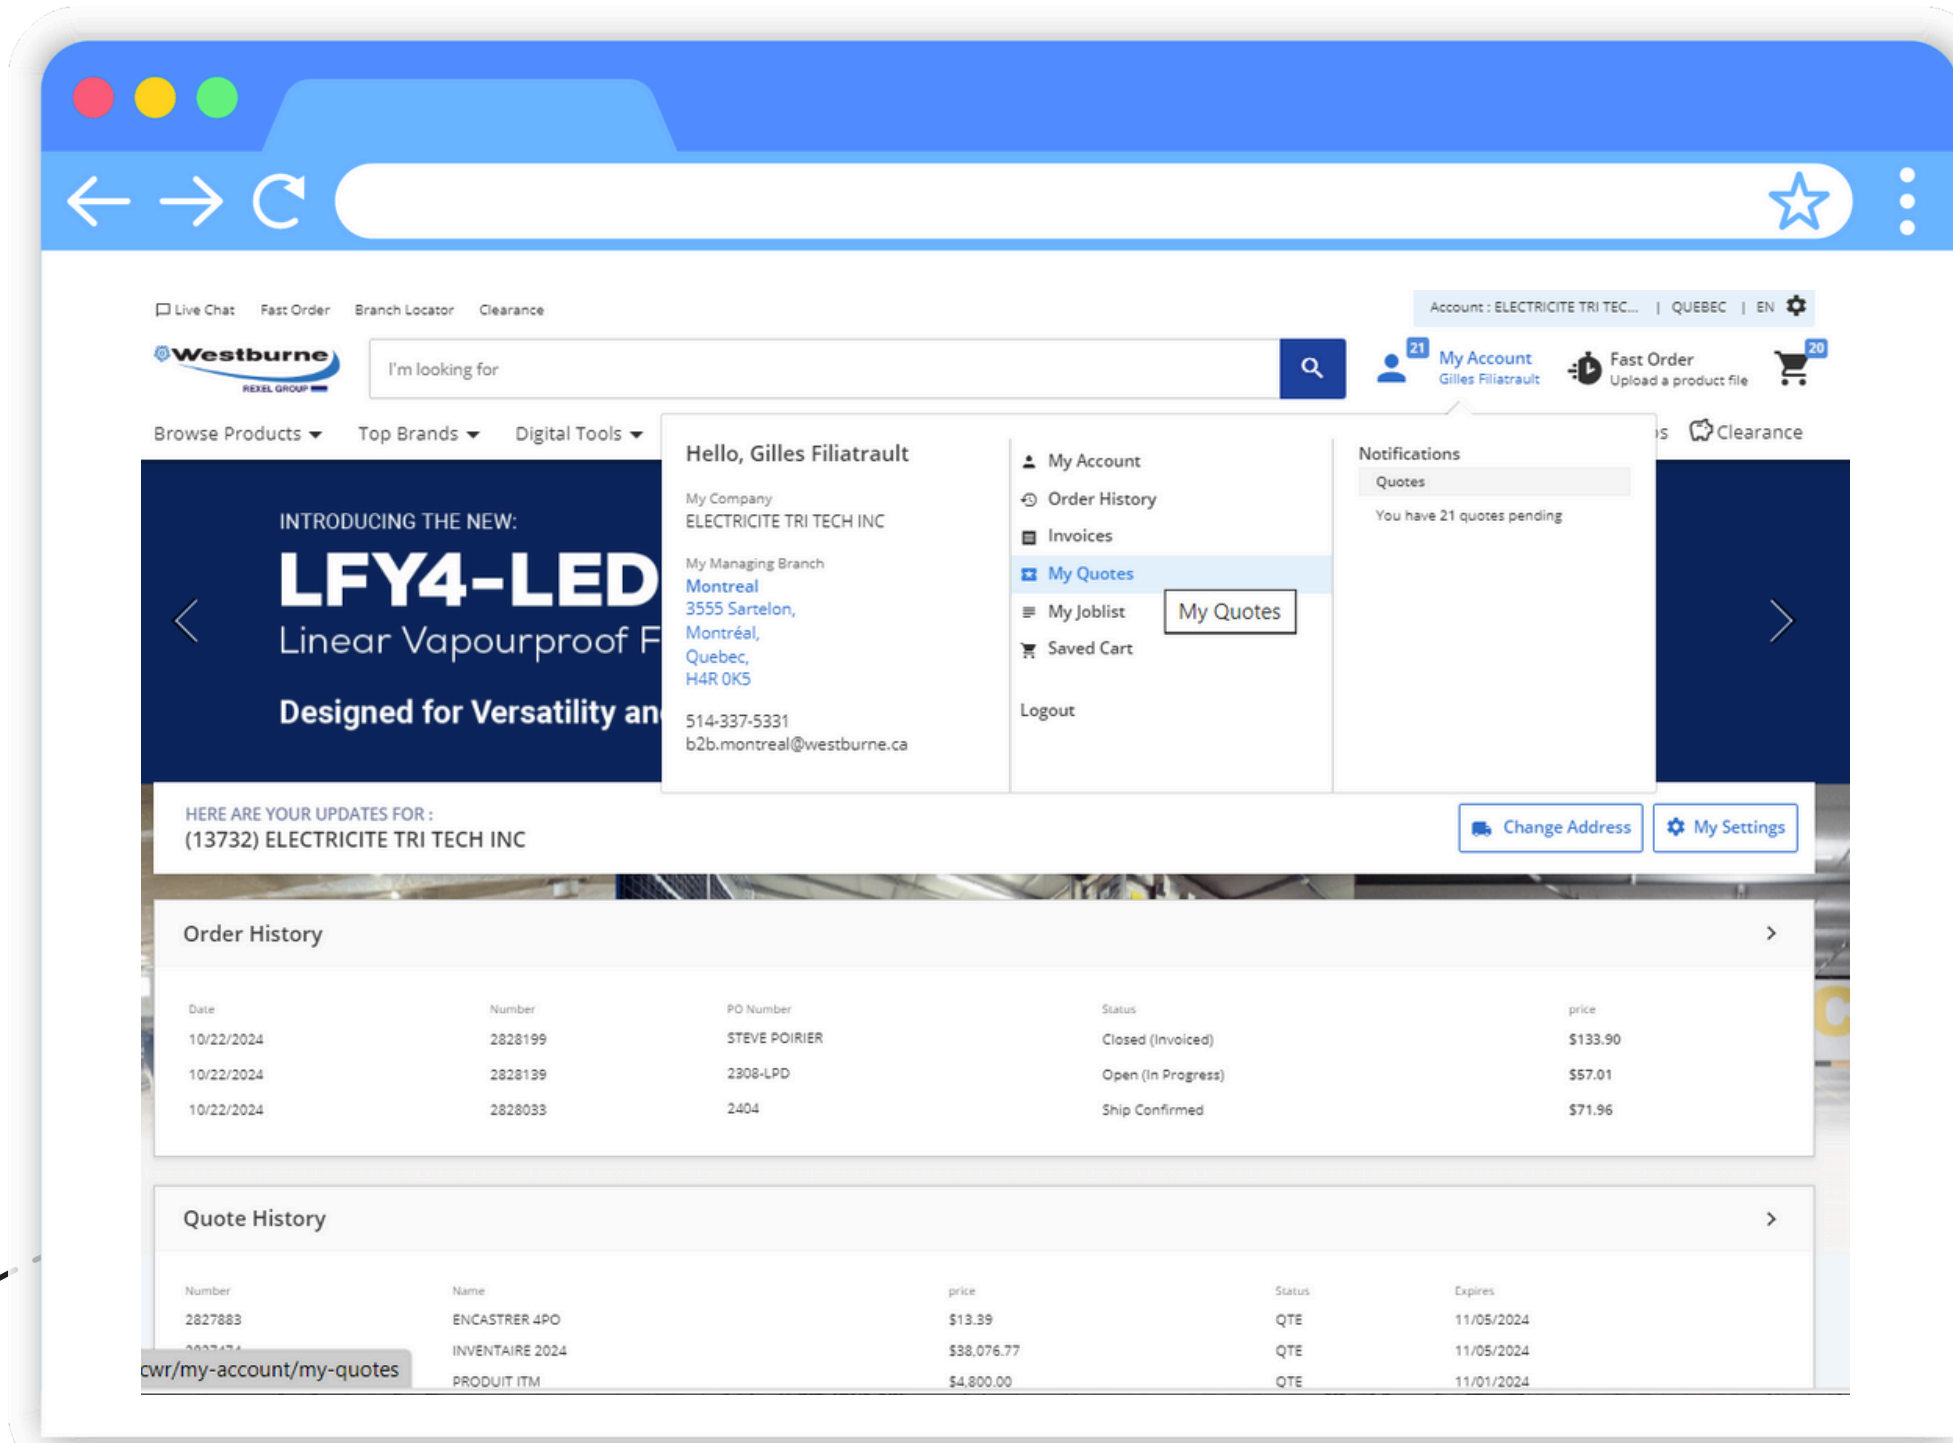 Live Chat Fast Order Branch Locator Clearance
Account : ELECTRICITE TRI TEC... | QUEBEC | EN
Westburne
REXEL GROUP
I'm looking for
21
My Account
Gilles Filiatrault
Fast Order
Upload a product file
20
Browse Products Top Brands Digital Tools
Clearance
Hello, Gilles Filiatrault
My Company
ELECTRICITE TRI TECH INC
My Managing Branch
Montreal
3555 Sartelon,
Montréal,
Quebec,
H4R 0K5
514-337-5331
b2b.montreal@westburne.ca
My Account
Order History
Invoices
My Quotes
My Joblist
My Quotes
Saved Cart
Logout
Notifications
Quotes
You have 21 quotes pending
INTRODUCING THE NEW:
LFY4-LED
Linear Vapourproof F
Designed for Versatility an
HERE ARE YOUR UPDATES FOR :
(13732) ELECTRICITE TRI TECH INC
Change Address
My Settings
Order History
Date Number PO Number Status price
10/22/2024 2828199 STEVE POIRIER Closed (Invoiced) $133.90
10/22/2024 2828139 2308-LPD Open (In Progress) $57.01
10/22/2024 2828033 2404 Ship Confirmed $71.96
Quote History
Number Name price Status Expires
2827883 ENCASTRER 4PO $13.39 QTE 11/05/2024
INVENTAIRE 2024 $38,076.77 QTE 11/05/2024
cwr/my-account/my-quotes
PRODUIT ITM $4,800.00 QTE 11/01/2024